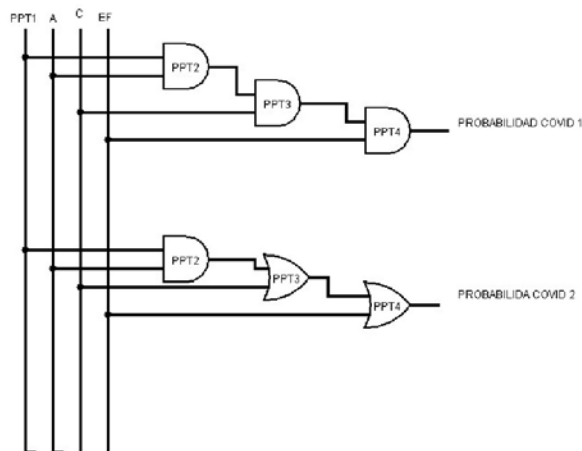 PPT1 A C EF
PPT2
PPT3
PPT4
PROBABILIDAD COVID 1
PPT2
PPT3
PPT4
PROBABILIDA COVID 2